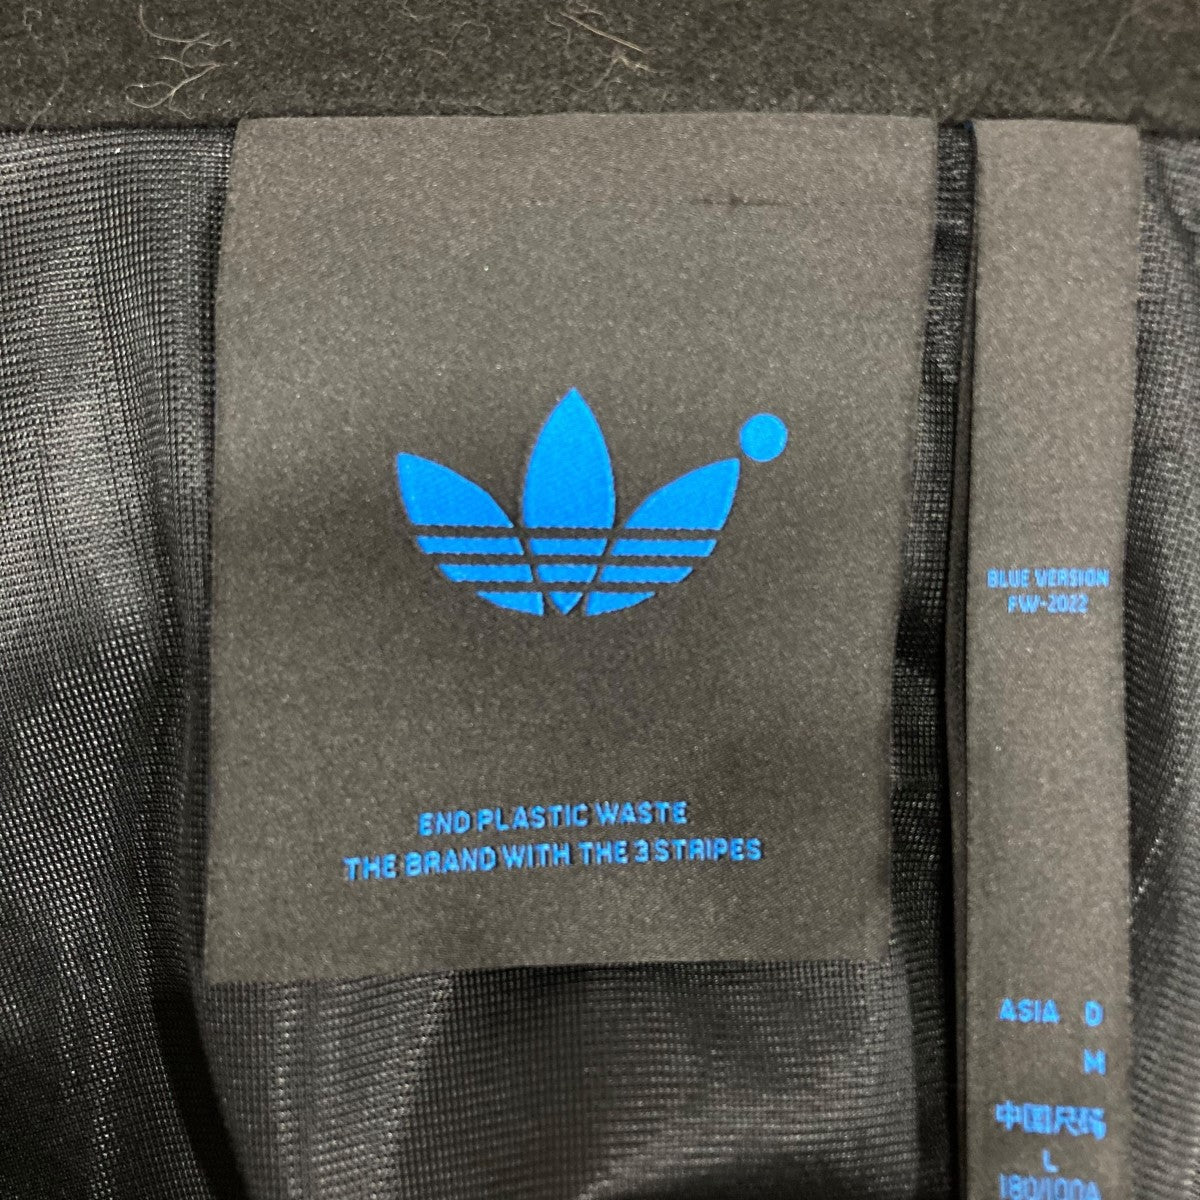 END PLASTIC WASTE
THE BRAND WITH THE 3 STRIPES
BLUE VERSION
FW-2022
ASIA D
M
中国尺码
L
180/100A